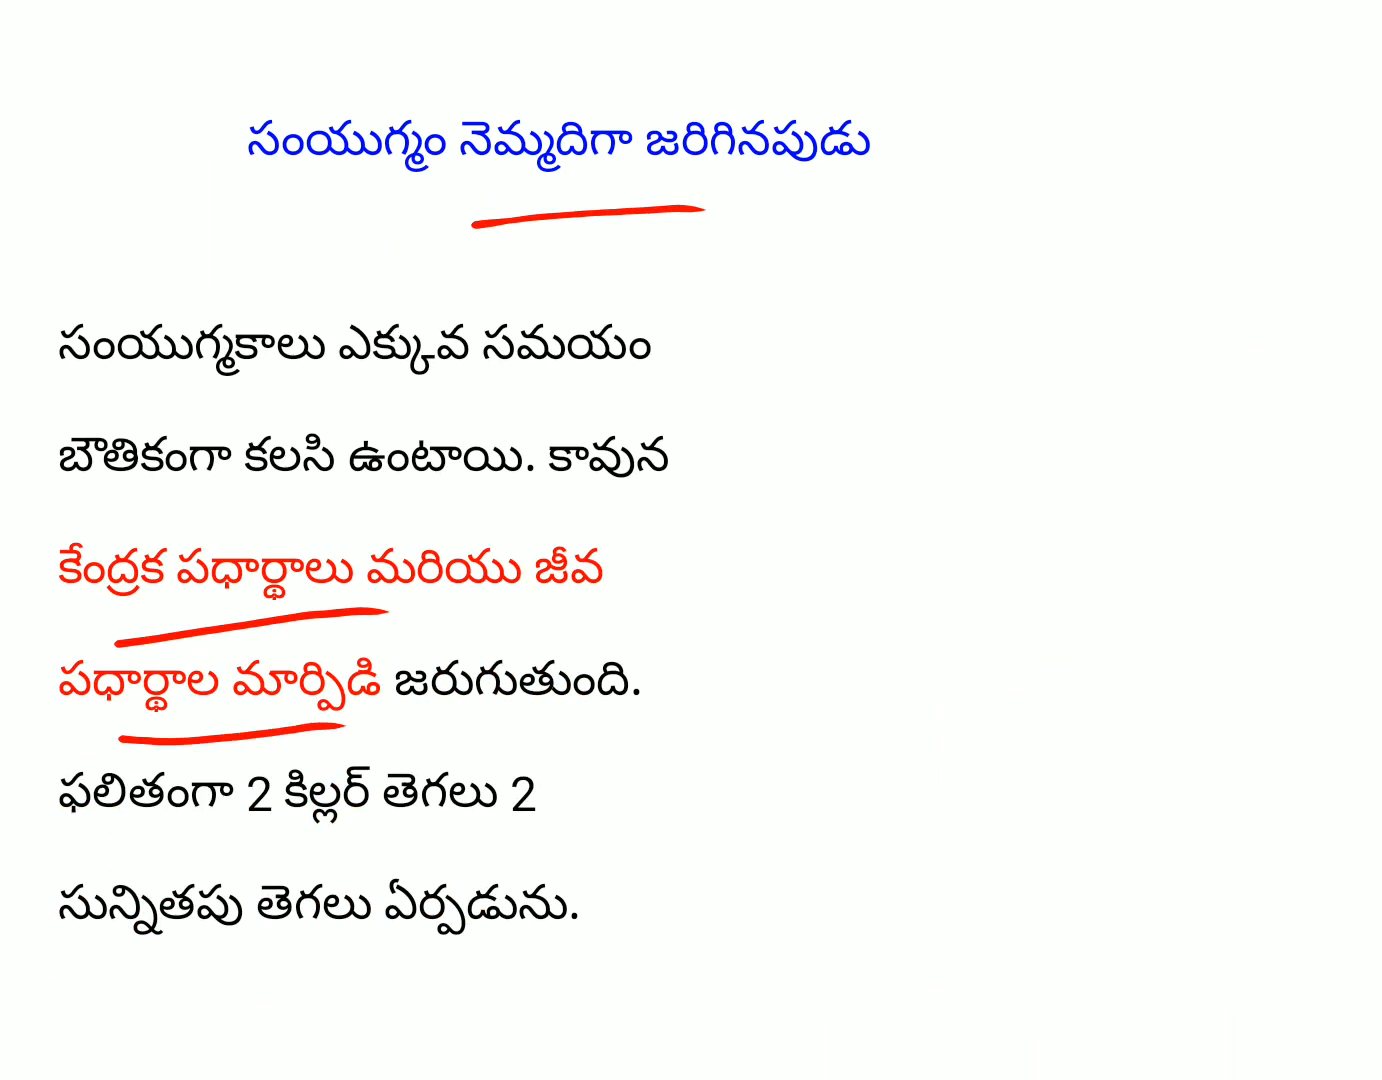 సంయుగ్మం నెమ్మదిగా జరిగినపుడు
సంయుగ్మకాలు ఎక్కువ సమయం
బౌతికంగా కలసి ఉంటాయి. కావున
కేంద్రక పధార్థాలు మరియు జీవ
పధార్థాల మార్పిడి జరుగుతుంది.
ఫలితంగా 2 కిల్లర్ తెగలు 2
సున్నితపు తెగలు ఏర్పడును.